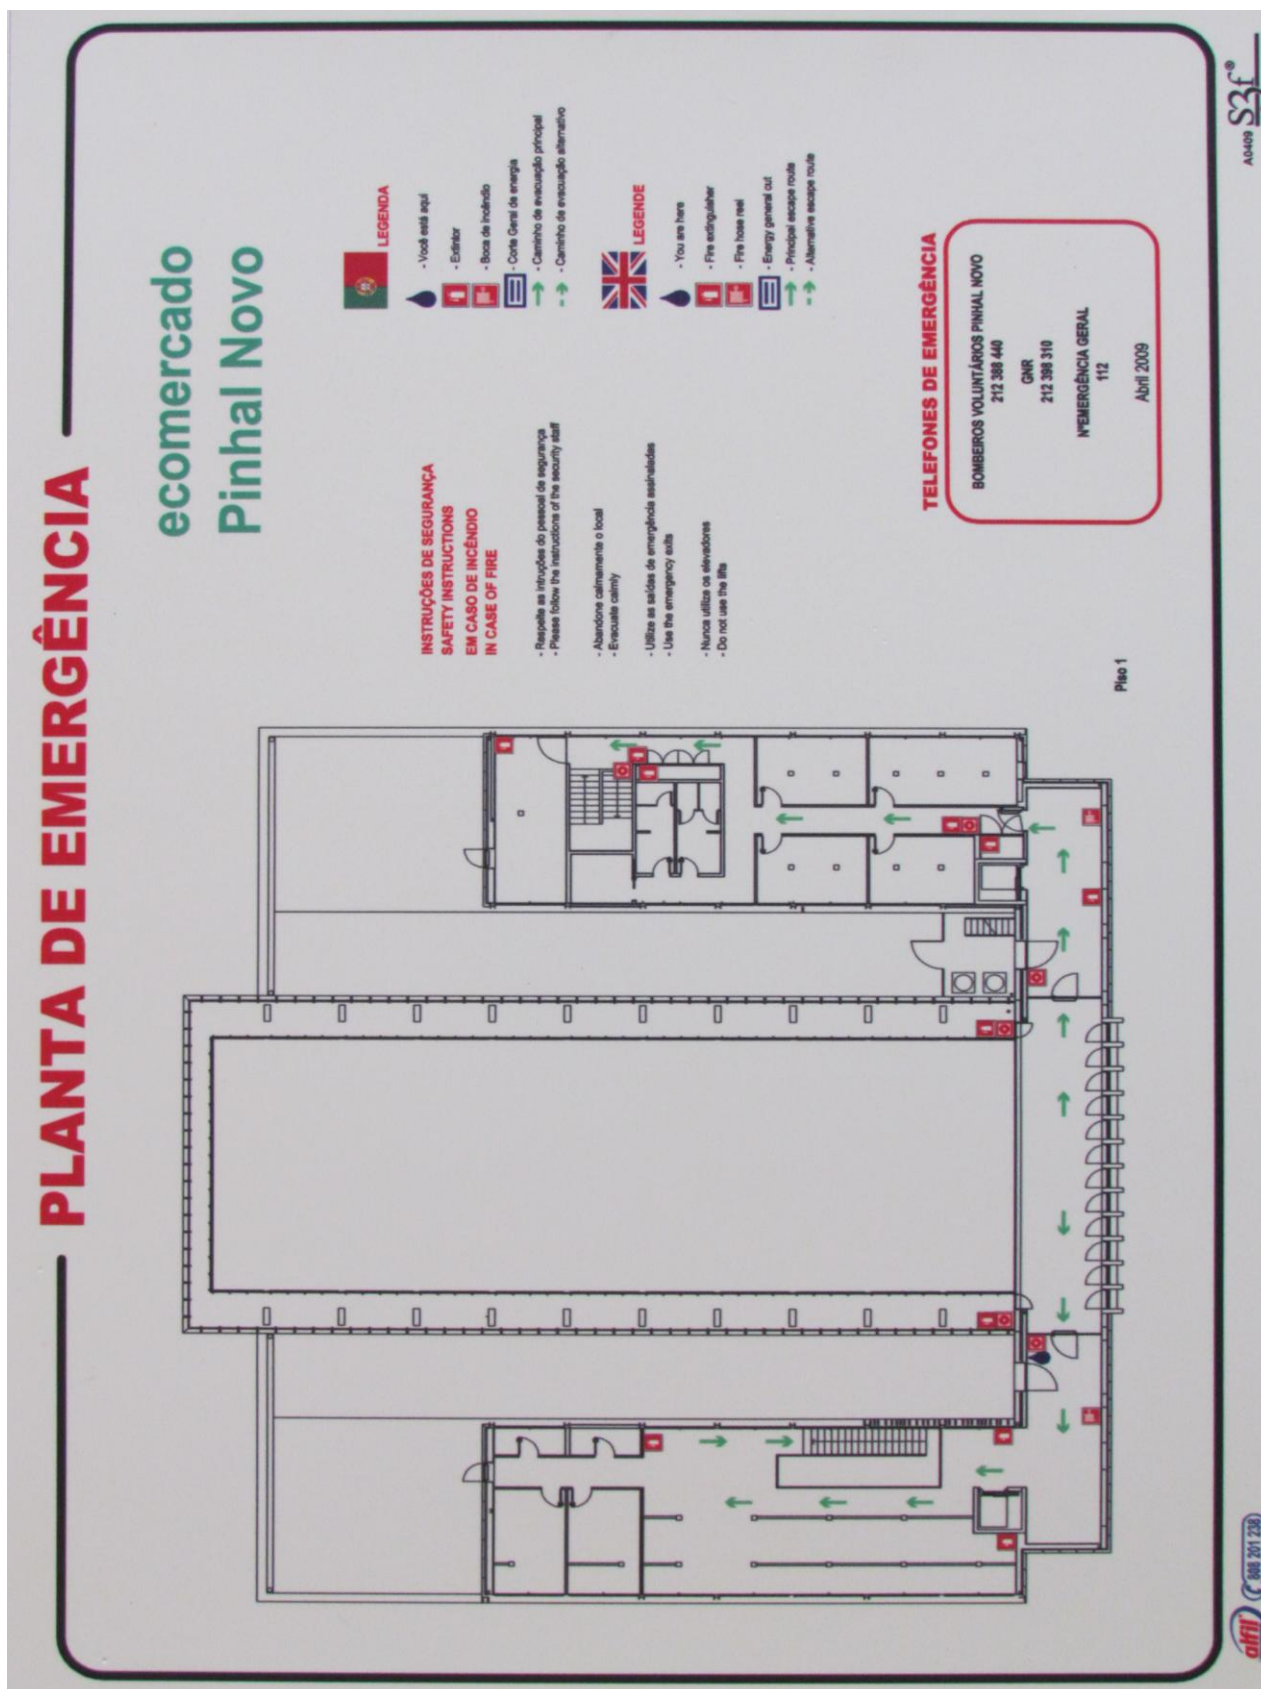 PLANTA DE EMERGÊNCIA
ecomercado
Pinhal Novo
INSTRUÇÕES DE SEGURANÇA
SAFETY INSTRUCTIONS
EM CASO DE INCÊNDIO
IN CASE OF FIRE
- Respeite as intruções do pessoal de segurança
- Please follow the instructions of the security staff
- Abandone calmamente o local
- Evacuate calmly
- Utilize as saídas de emergência assinaladas
- Use the emergency exits
- Nunca utilize os elevadores
- Do not use the lifts
LEGENDA
- Você está aqui
- Extintor
- Boca de incêndio
- Corte Geral de energia
- Caminho de evacuação principal
- Caminho de evacuação alternativo
LEGENDE
- You are here
- Fire extinguisher
- Fire hose reel
- Energy general cut
- Principal escape route
- Alternative escape route
TELEFONES DE EMERGÊNCIA
BOMBEIROS VOLUNTÁRIOS PINHAL NOVO
212 388 440
GNR
212 398 310
NºEMERGÊNCIA GERAL
112
Abril 2009
Piso 1
alfil 808 201 238
A0409 S3f®